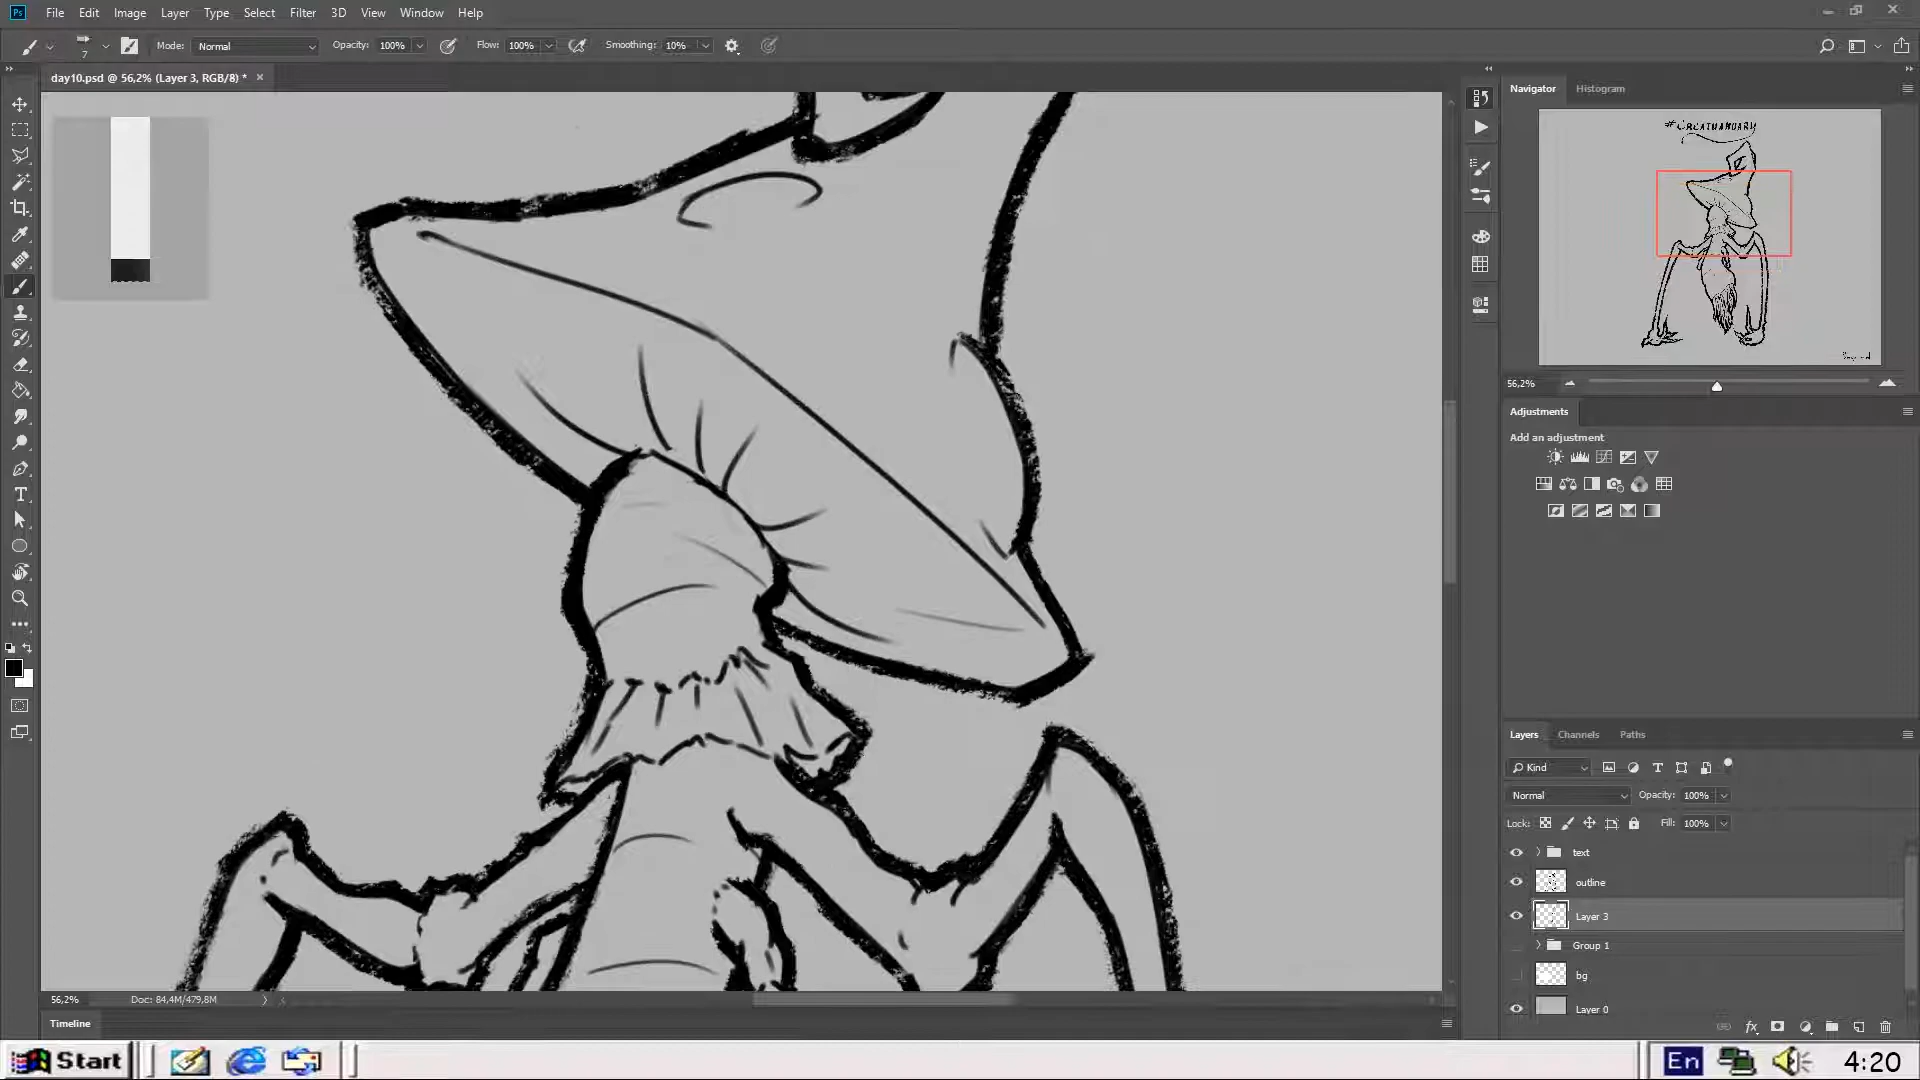 Ps File Edit Image Layer Type Select Filter 3D View Window Help
7 Mode: Normal Opacity: 100% Flow: 100% Smoothing: 10%
day10.psd @ 56,2% (Layer 3, RGB/8) * ×
Navigator Histogram
56,2%
Adjustments
Add an adjustment
Layers Channels Paths
Kind
Normal Opacity: 100%
Lock: Fill: 100%
text
outline
Layer 3
Group 1
bg
Layer 0
fx
56,2% Doc: 84,4M/479,8M
Timeline
Start En 4:20